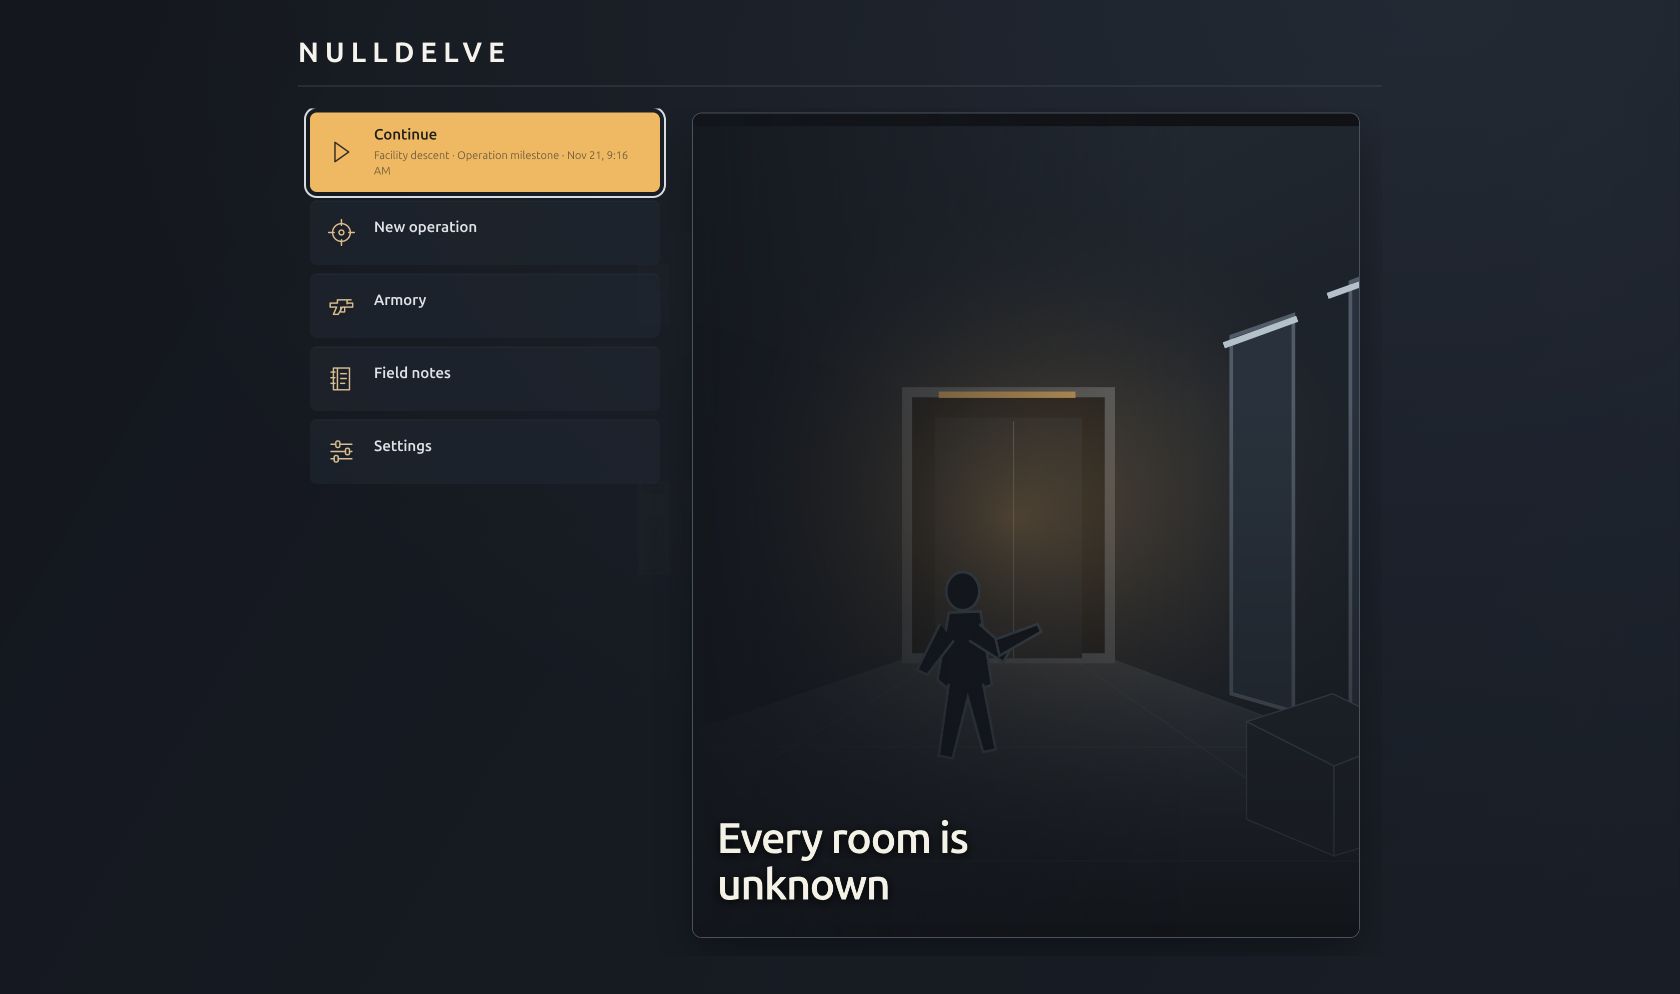 NULLDELVE
Continue
Facility descent · Operation milestone · Nov 21, 9:16
AM
New operation
Armory
Field notes
Settings
Every room is
unknown